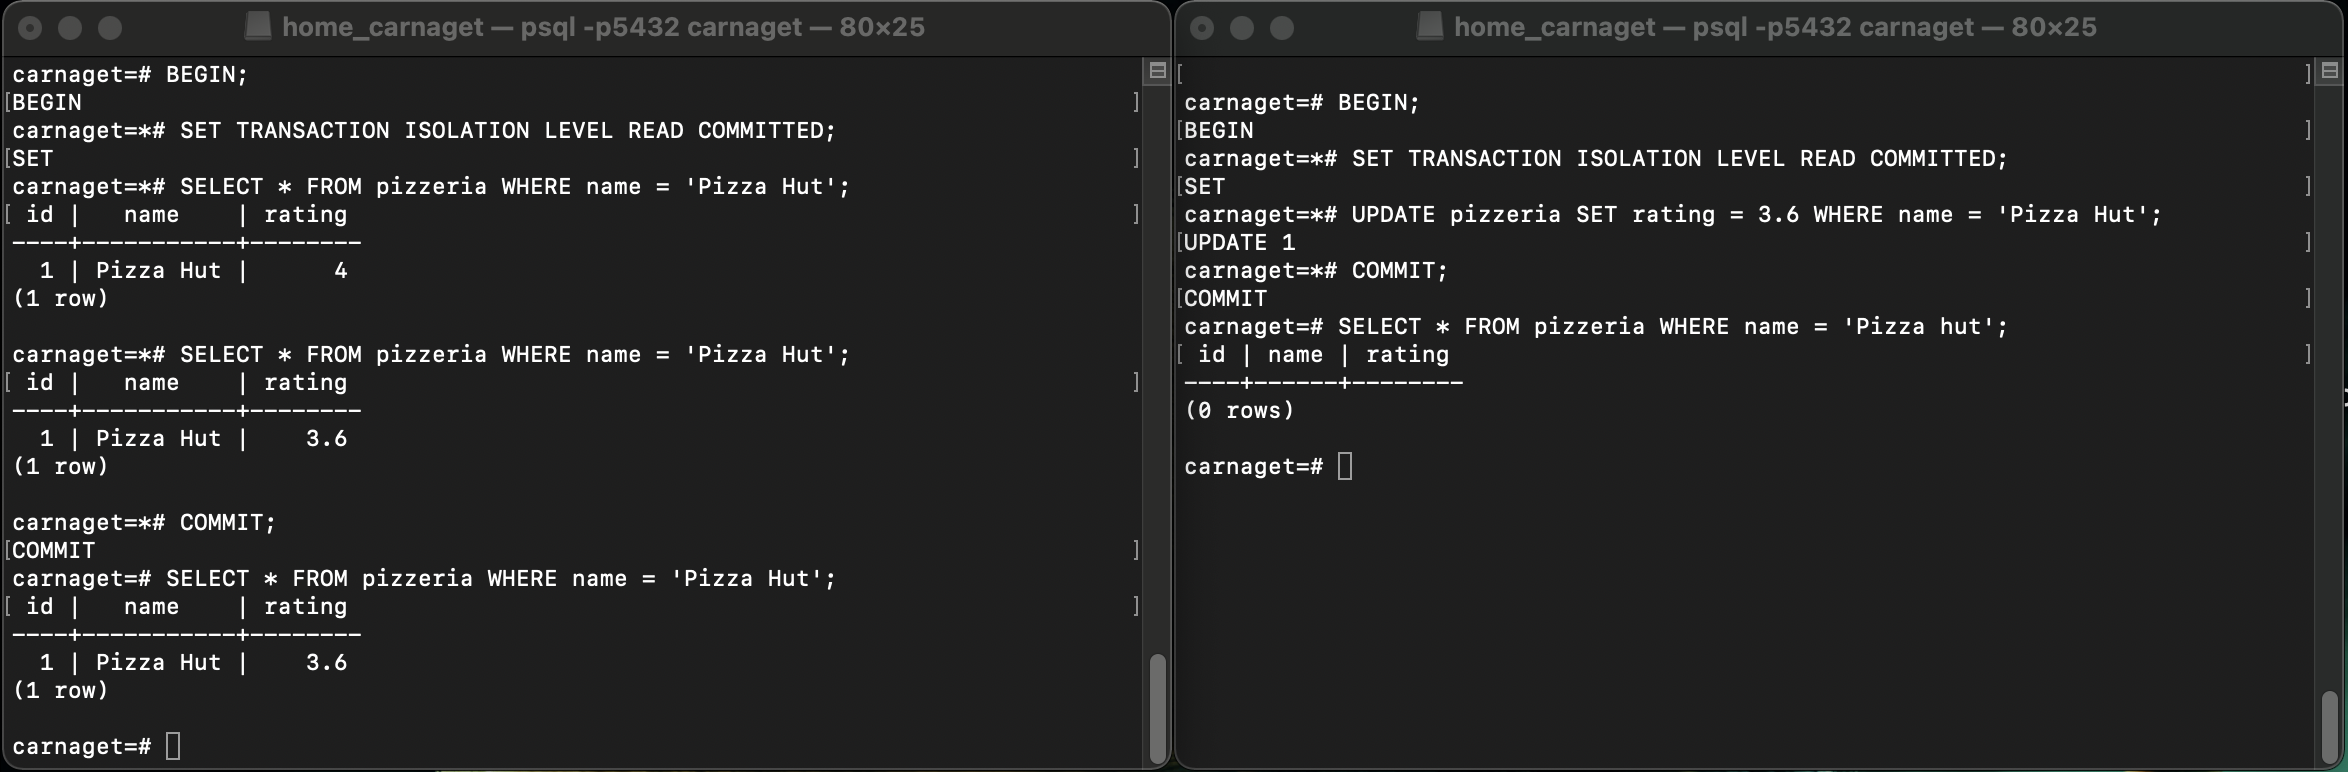 home_carnaget — psql -p5432 carnaget — 80×25
carnaget=# BEGIN;
[BEGIN ]
carnaget=*# SET TRANSACTION ISOLATION LEVEL READ COMMITTED;
[SET ]
carnaget=*# SELECT * FROM pizzeria WHERE name = 'Pizza Hut';
[ id |   name    | rating ]
----+-----------+--------
  1 | Pizza Hut |      4
(1 row)
carnaget=*# SELECT * FROM pizzeria WHERE name = 'Pizza Hut';
[ id |   name    | rating ]
----+-----------+--------
  1 | Pizza Hut |    3.6
(1 row)
carnaget=*# COMMIT;
[COMMIT ]
carnaget=# SELECT * FROM pizzeria WHERE name = 'Pizza Hut';
[ id |   name    | rating ]
----+-----------+--------
  1 | Pizza Hut |    3.6
(1 row)
carnaget=#
home_carnaget — psql -p5432 carnaget — 80×25
[ ]
carnaget=# BEGIN;
[BEGIN ]
carnaget=*# SET TRANSACTION ISOLATION LEVEL READ COMMITTED;
[SET ]
carnaget=*# UPDATE pizzeria SET rating = 3.6 WHERE name = 'Pizza Hut';
[UPDATE 1 ]
carnaget=*# COMMIT;
[COMMIT ]
carnaget=# SELECT * FROM pizzeria WHERE name = 'Pizza hut';
[ id | name | rating ]
----+------+--------
(0 rows)
carnaget=#